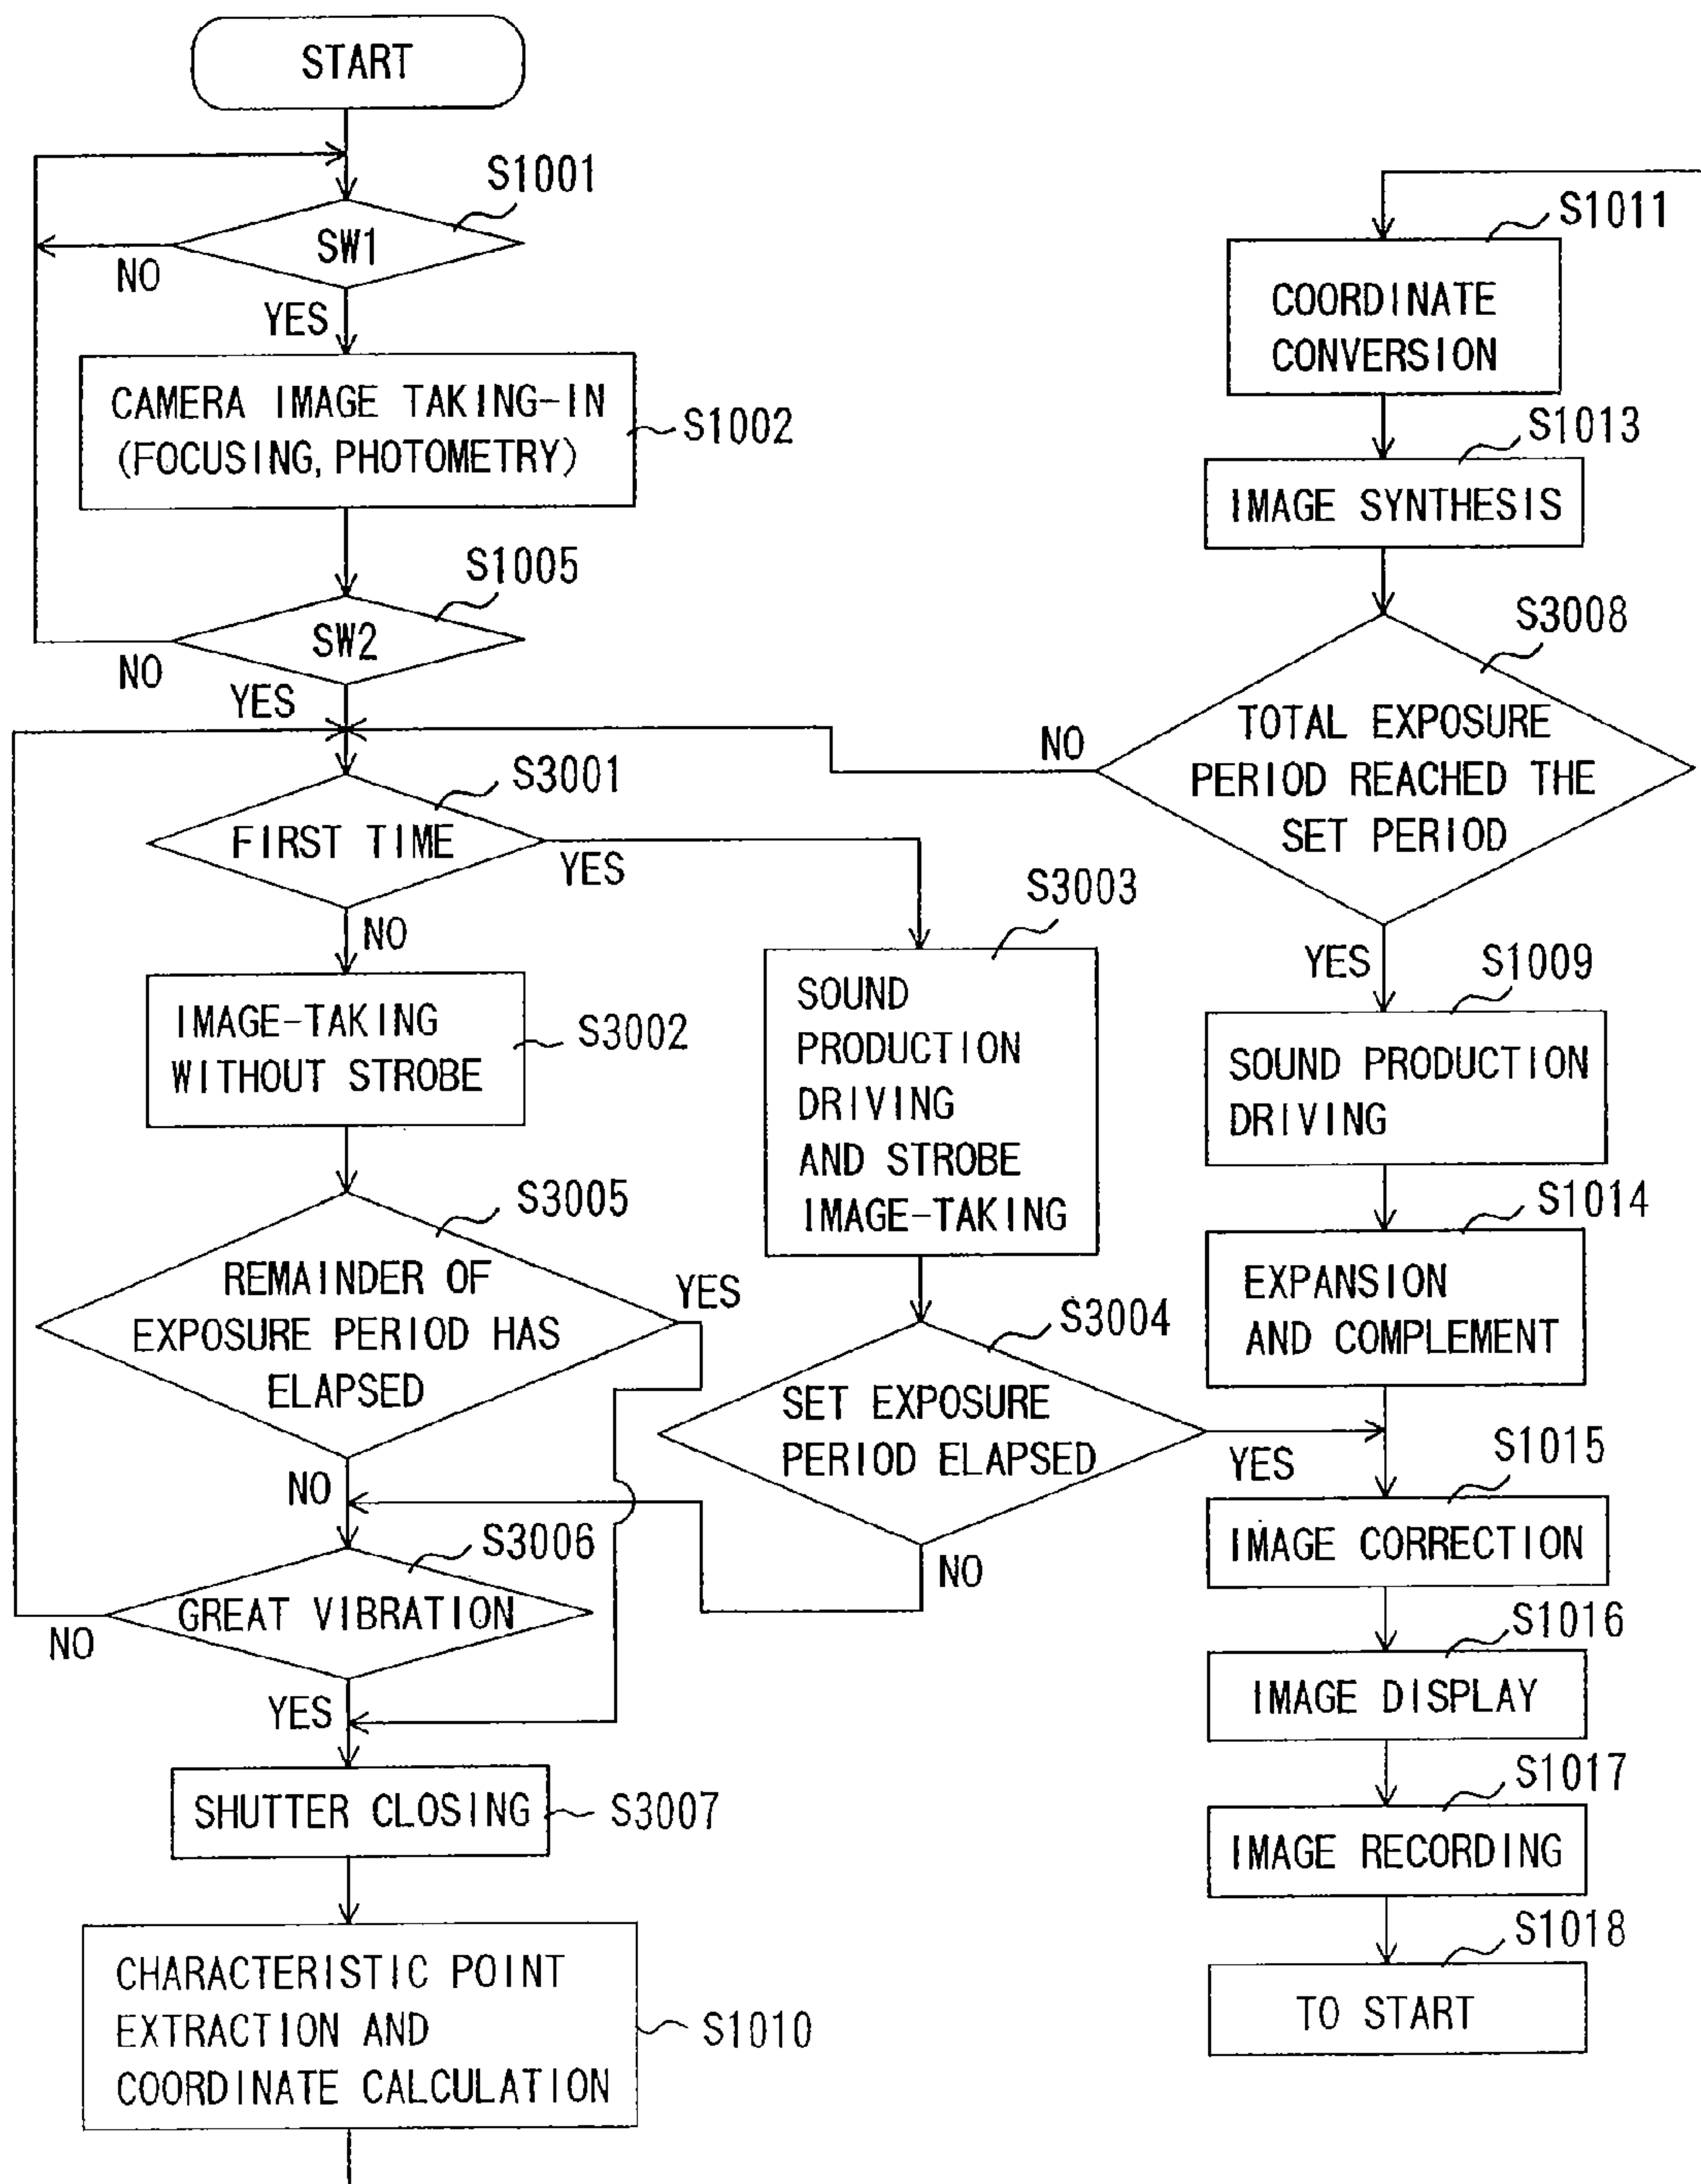 START
S1001
SW1
NO
YES
CAMERA IMAGE TAKING-IN
(FOCUSING, PHOTOMETRY)
S1002
S1005
SW2
NO
YES
S3001
FIRST TIME
YES
NO
IMAGE-TAKING
WITHOUT STROBE
S3002
S3003
SOUND
PRODUCTION
DRIVING
AND STROBE
IMAGE-TAKING
S3005
REMAINDER OF
EXPOSURE PERIOD HAS
ELAPSED
YES
NO
S3004
SET EXPOSURE
PERIOD ELAPSED
YES
NO
S3006
GREAT VIBRATION
NO
YES
SHUTTER CLOSING
S3007
CHARACTERISTIC POINT
EXTRACTION AND
COORDINATE CALCULATION
S1010
S1011
COORDINATE
CONVERSION
S1013
IMAGE SYNTHESIS
S3008
TOTAL EXPOSURE
PERIOD REACHED THE
SET PERIOD
NO
YES
S1009
SOUND PRODUCTION
DRIVING
S1014
EXPANSION
AND COMPLEMENT
S1015
IMAGE CORRECTION
S1016
IMAGE DISPLAY
S1017
IMAGE RECORDING
S1018
TO START